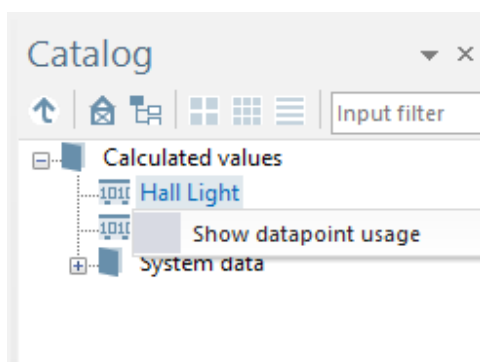 Catalog
Input filter
Calculated values
Hall Light
Show datapoint usage
System data